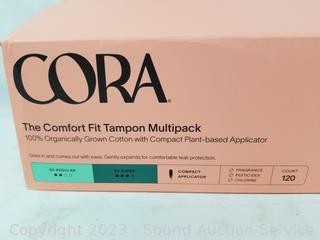 CORA®
The Comfort Fit Tampon Multipack
100% Organically Grown Cotton with Compact Plant-based Applicator
Goes in and comes out with ease. Gently expands for comfortable leak protection.
REGULAR
SUPER
COMPACT
APPLICATOR
FRAGRANCE
PESTICIDES
CHLORINE
COUNT
120
Copyright 2023 - Sound Auction Service